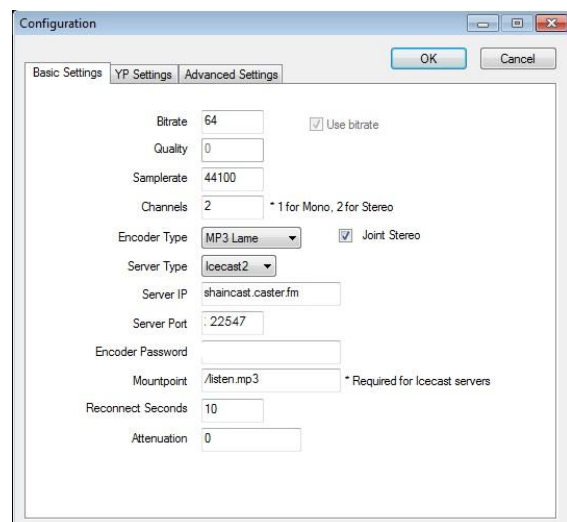 Configuration
OK Cancel
Basic Settings YP Settings Advanced Settings
Bitrate 64 Use bitrate
Quality 0
Samplerate 44100
Channels 2 * 1 for Mono, 2 for Stereo
Encoder Type MP3 Lame Joint Stereo
Server Type Icecast2
Server IP shaincast.caster.fm
Server Port : 22547
Encoder Password
Mountpoint /listen.mp3 * Required for Icecast servers
Reconnect Seconds 10
Attenuation 0